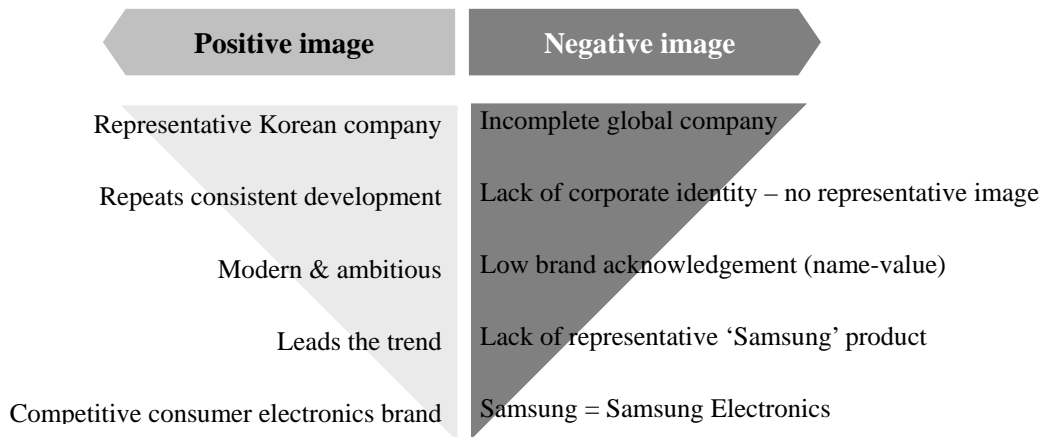 Positive image
Negative image
Representative Korean company
Incomplete global company
Repeats consistent development
Lack of corporate identity – no representative image
Modern & ambitious
Low brand acknowledgement (name-value)
Leads the trend
Lack of representative ‘Samsung’ product
Competitive consumer electronics brand
Samsung = Samsung Electronics